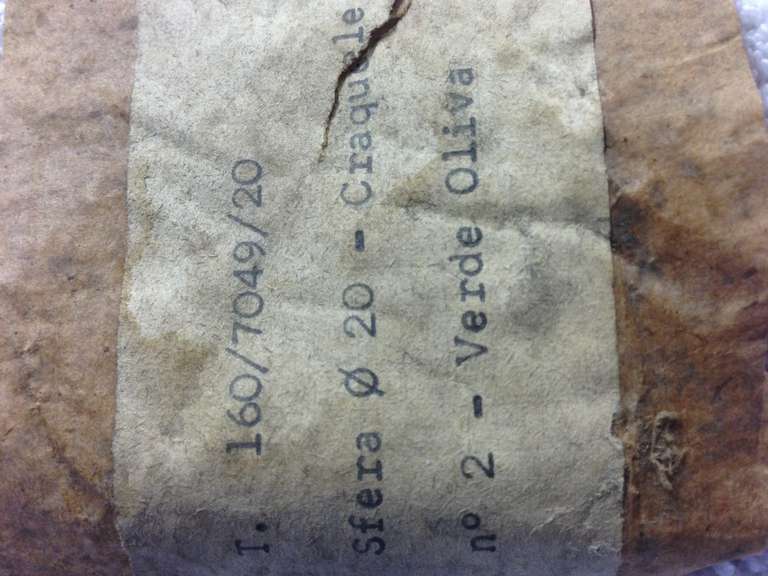 T. 160/7049/20
Sfera Ø 20 - Craquele
nº 2 - Verde Oliva